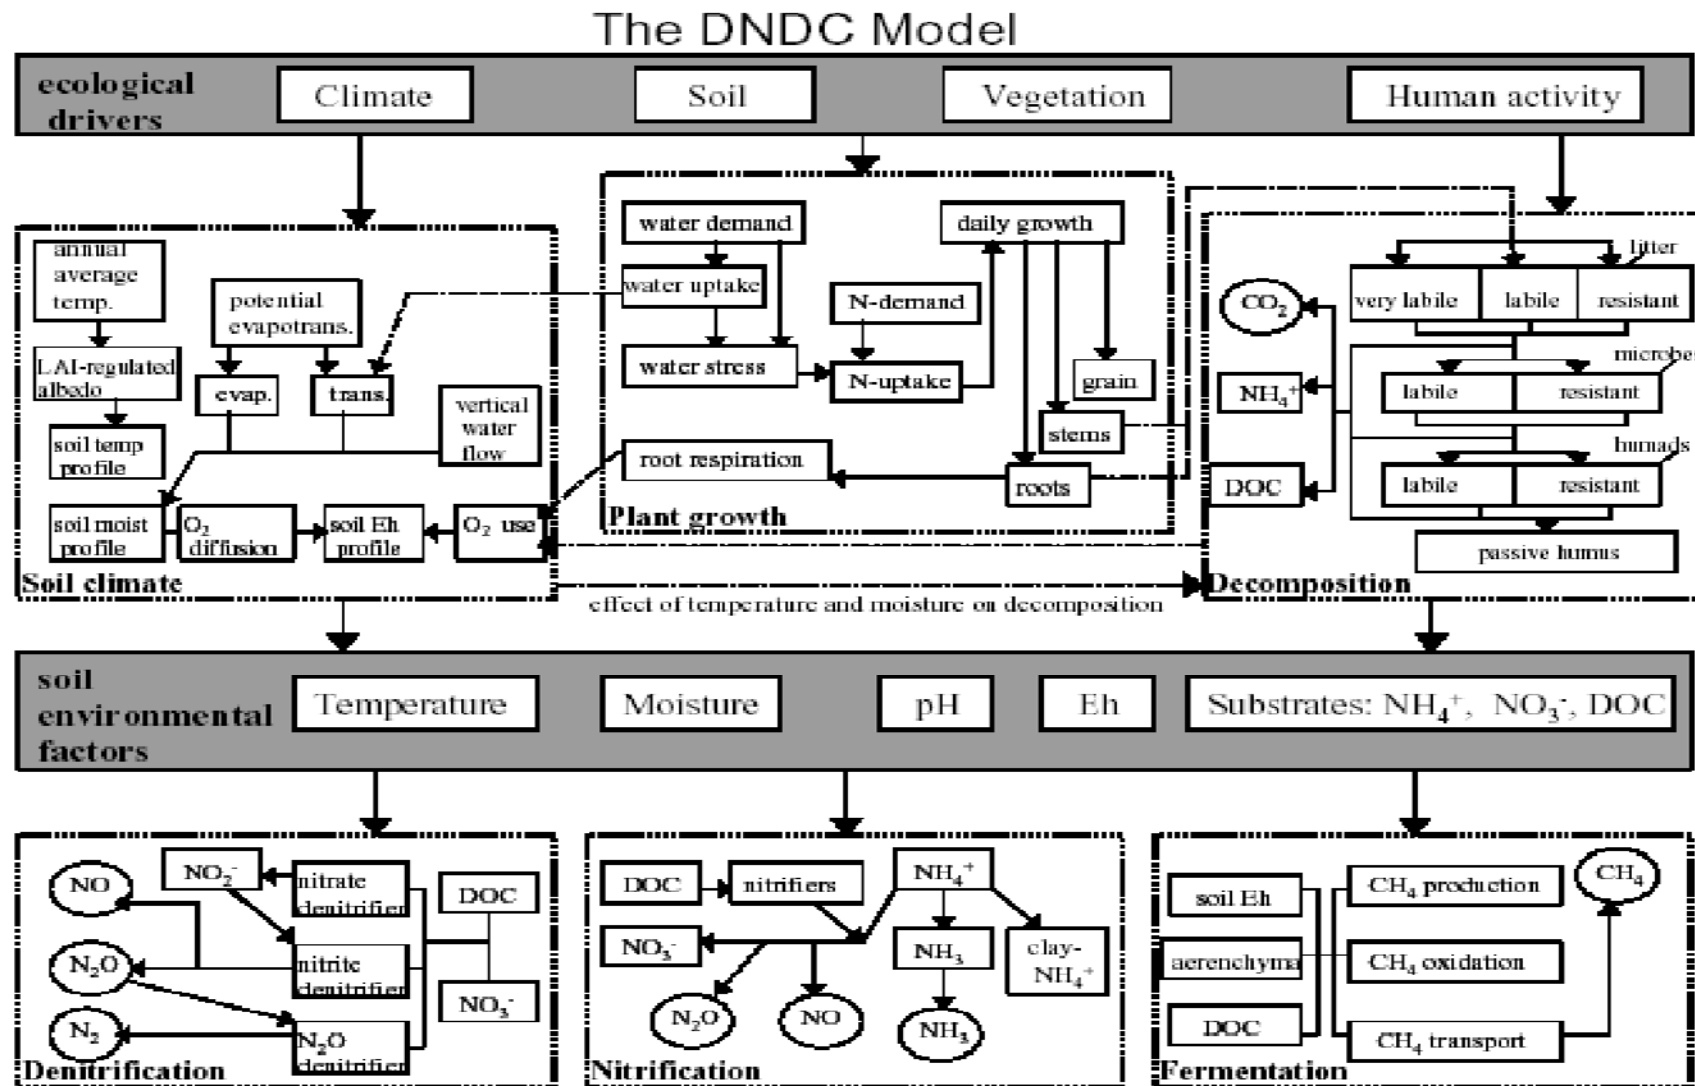 The DNDC Model
ecological
drivers
Climate
Soil
Vegetation
Human activity
annual
average
temp.
potential
evapotrans.
LAI-regulated
albedo
evap.
trans.
vertical
water
flow
soil temp
profile
soil moist
profile
O₂
diffusion
soil Eh
profile
O₂ use
Soil climate
water demand
daily growth
water uptake
N-demand
water stress
N-uptake
grain
stems
root respiration
roots
Plant growth
litter
CO₂
very labile
labile
resistant
microbes
NH₄⁺
labile
resistant
humads
DOC
labile
resistant
passive humus
Decomposition
effect of temperature and moisture on decomposition
soil
environmental
factors
Temperature
Moisture
pH
Eh
Substrates: NH₄⁺, NO₃⁻, DOC
NO
NO₂⁻
nitrate
denitrifier
DOC
N₂O
nitrite
denitrifier
NO₃⁻
N₂
N₂O
denitrifier
Denitrification
DOC
nitrifiers
NH₄⁺
NO₃⁻
NH₃
clay-
NH₄⁺
N₂O
NO
NH₃
Nitrification
soil Eh
CH₄ production
CH₄
aerenchyma
CH₄ oxidation
DOC
CH₄ transport
Fermentation